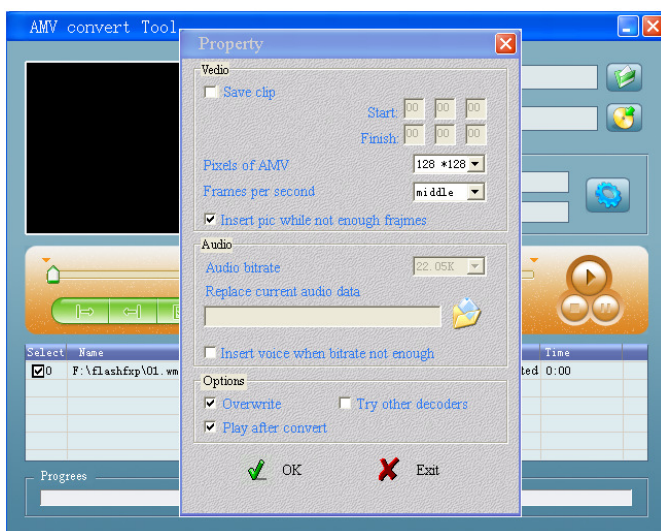 AMV convert Tool
Property
Vedio
Save clip
Start: 00 00 00
Finish: 00 00 00
Pixels of AMV 128 *128
Frames per second middle
Insert pic while not enough frajmes
Audio
Audio bitrate 22.05K
Replace current audio data
Insert voice when bitrate not enough
Select Name Time
0 F:\flashfxp\01.wm ted 0:00
Options
Overwrite Try other decoders
Play after convert
OK Exit
Progrees